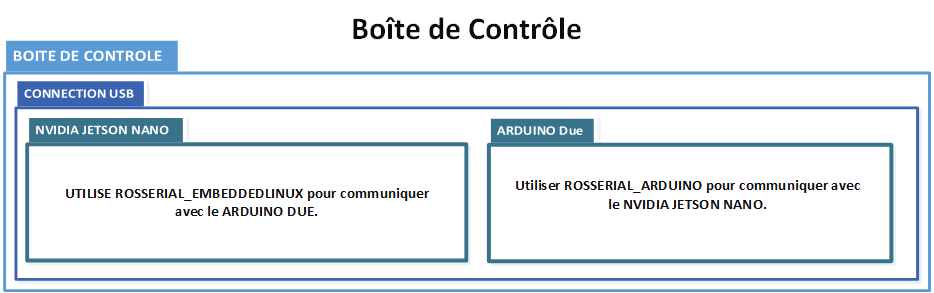 Boîte de Contrôle
BOITE DE CONTROLE
CONNECTION USB
NVIDIA JETSON NANO
UTILISE ROSSERIAL_EMBEDDEDLINUX pour communiquer
avec le ARDUINO DUE.
ARDUINO Due
Utiliser ROSSERIAL_ARDUINO pour communiquer avec
le NVIDIA JETSON NANO.